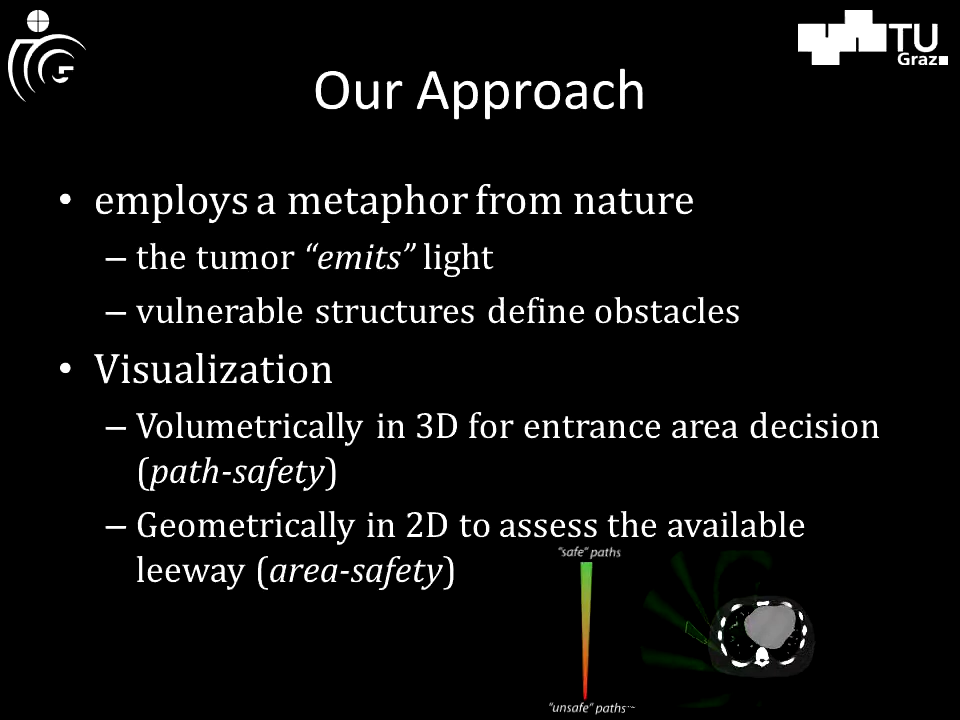 TU
Graz
Our Approach
• employs a metaphor from nature
– the tumor “emits” light
– vulnerable structures define obstacles
• Visualization
– Volumetrically in 3D for entrance area decision
(path-safety)
– Geometrically in 2D to assess the available
leeway (area-safety)
"safe" paths
"unsafe" paths